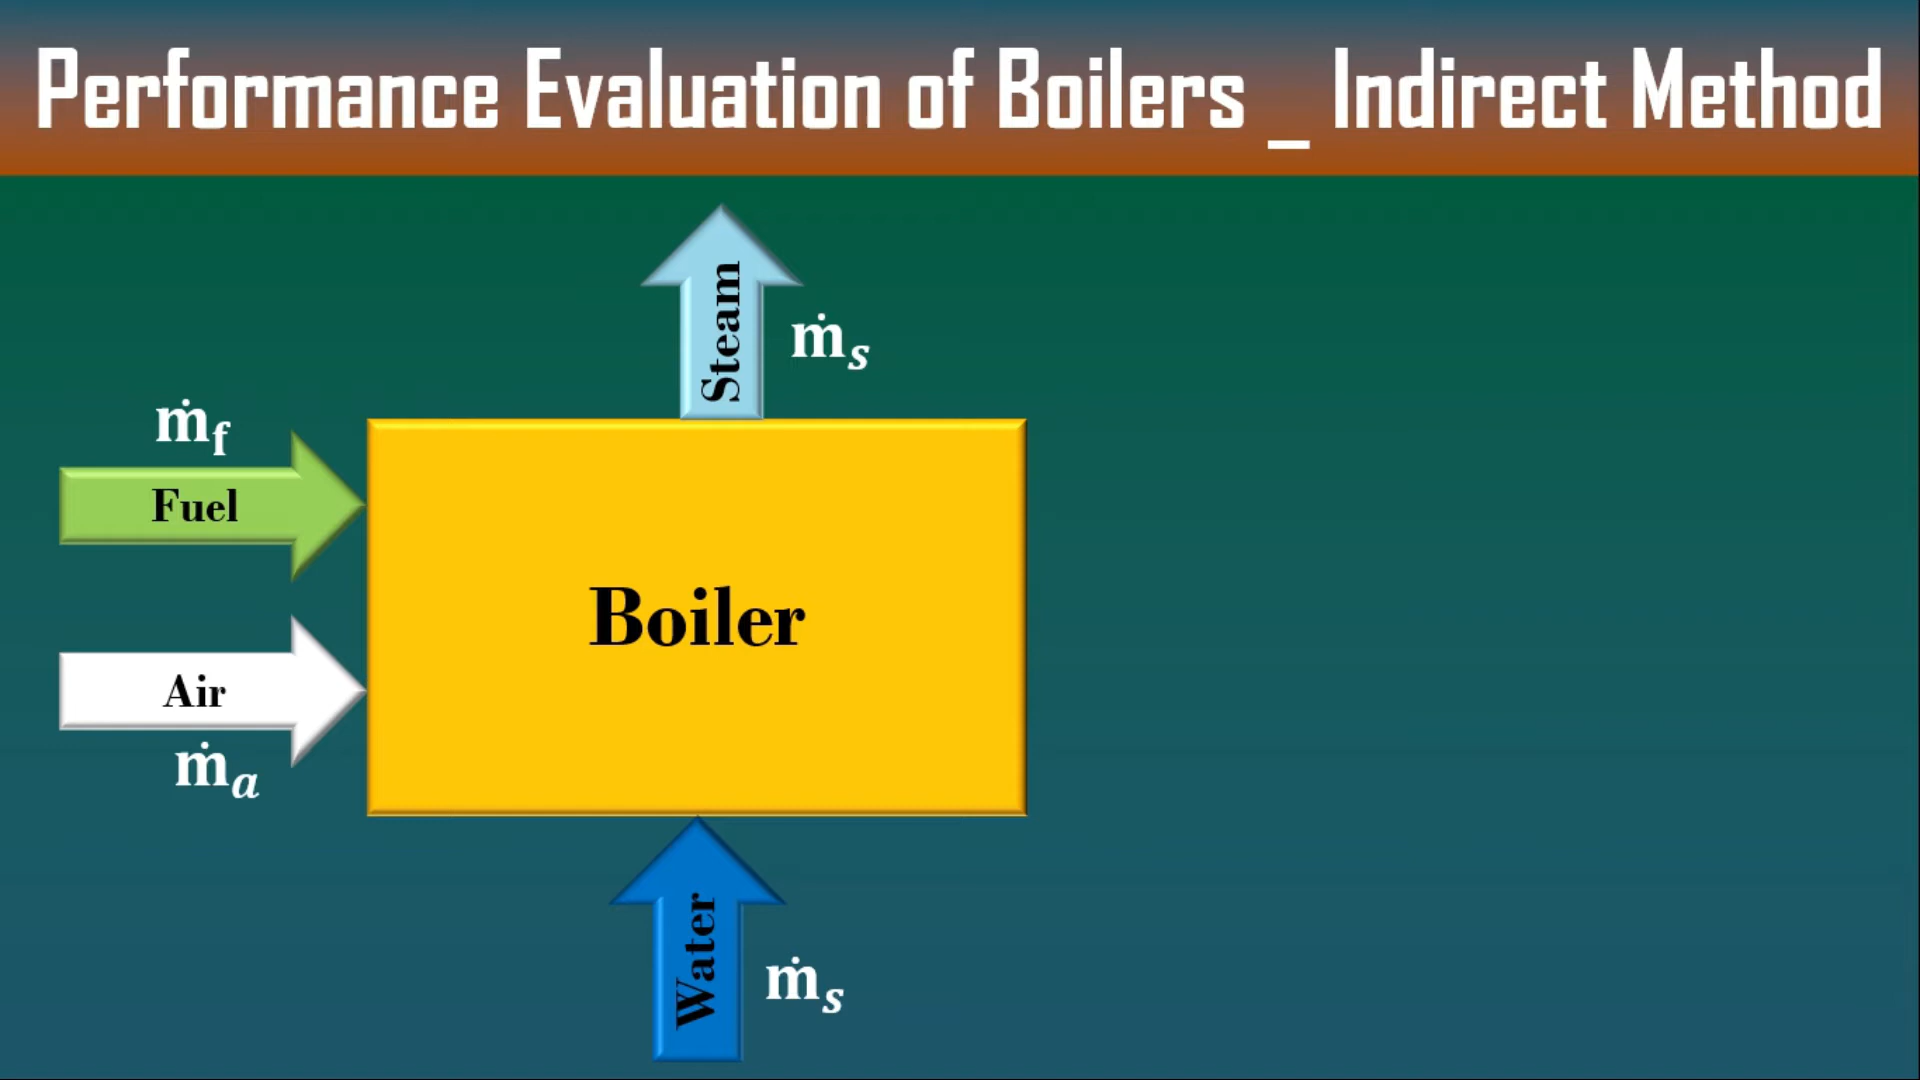 Performance Evaluation of Boilers _ Indirect Method
Steam
ṁₛ
ṁf
Fuel
Boiler
Air
ṁₐ
Water
ṁₛ